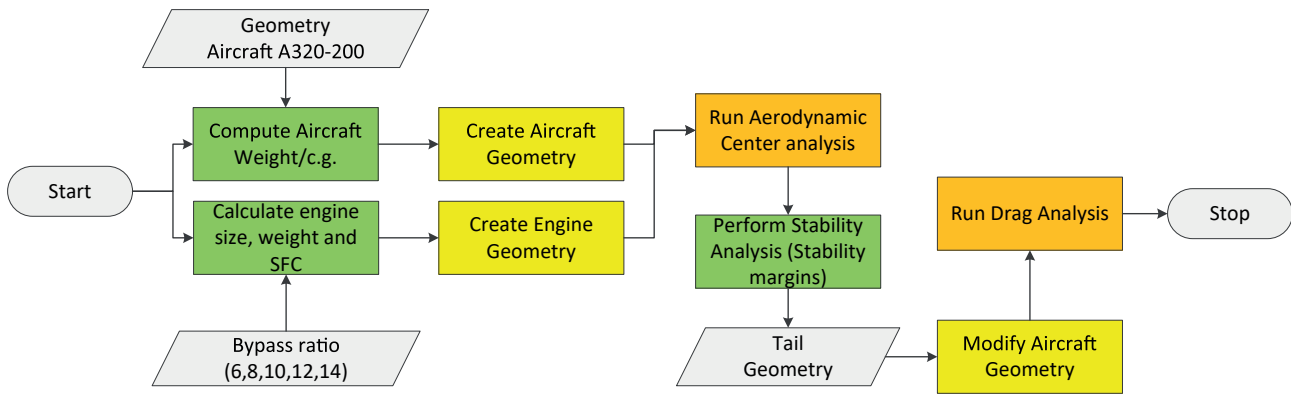 Geometry
Aircraft A320-200
Start
Compute Aircraft
Weight/c.g.
Create Aircraft
Geometry
Calculate engine
size, weight and
SFC
Create Engine
Geometry
Bypass ratio
(6,8,10,12,14)
Run Aerodynamic
Center analysis
Perform Stability
Analysis (Stability
margins)
Tail
Geometry
Modify Aircraft
Geometry
Run Drag Analysis
Stop